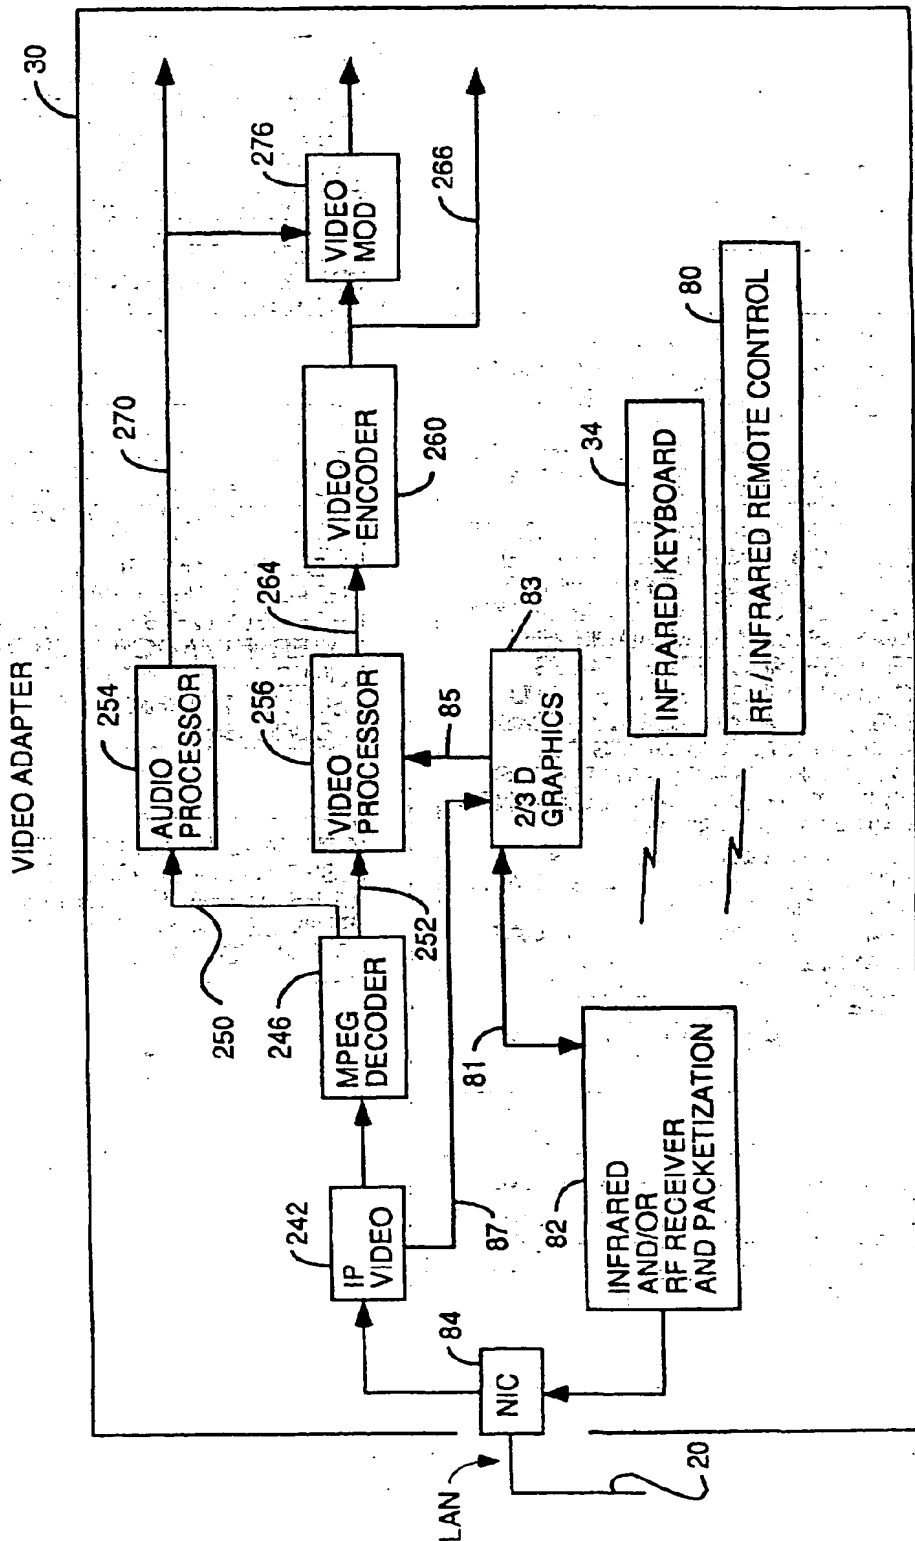 VIDEO ADAPTER
30
270
276
VIDEO
MOD
266
254
AUDIO
PROCESSOR
250
246
MPEG
DECODER
252
256
VIDEO
PROCESSOR
264
VIDEO
ENCODER
260
242
IP
VIDEO
87
81
85
83
2/3 D
GRAPHICS
34
INFRARED KEYBOARD
80
RF / INFRARED REMOTE CONTROL
82
INFRARED
AND/OR
RF RECEIVER
AND PACKETIZATION
84
NIC
LAN
20